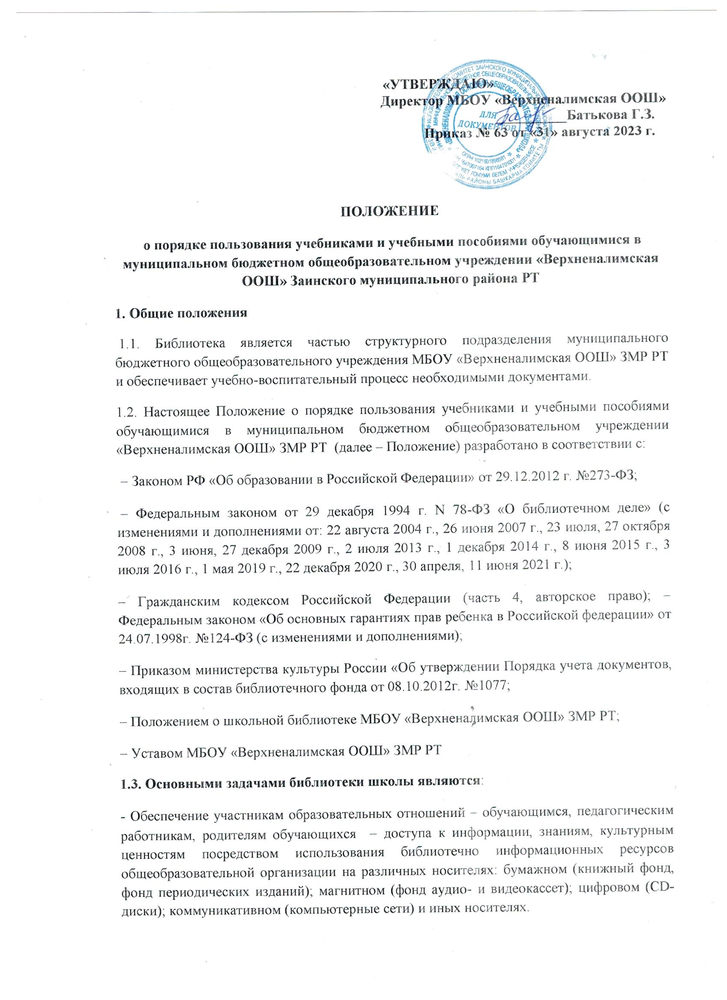 «УТВЕРЖДАЮ»
Директор МБОУ «Верхненалимская ООШ»
__________Батькова Г.З.
Приказ № 63 от «31» августа 2023 г.
ДЛЯ
ДОКУМЕНТОВ
ОГРН 1021601898581
1647007164 КПП164701001
ПОЛОЖЕНИЕ
о порядке пользования учебниками и учебными пособиями обучающимися в
муниципальном бюджетном общеобразовательном учреждении «Верхненалимская
ООШ» Заинского муниципального района РТ
1. Общие положения
1.1. Библиотека является частью структурного подразделения муниципального
бюджетного общеобразовательного учреждения МБОУ «Верхненалимская ООШ» ЗМР РТ
и обеспечивает учебно-воспитательный процесс необходимыми документами.
1.2. Настоящее Положение о порядке пользования учебниками и учебными пособиями
обучающимися в муниципальном бюджетном общеобразовательном учреждении
«Верхненалимская ООШ» ЗМР РТ (далее – Положение) разработано в соответствии с:
– Законом РФ «Об образовании в Российской Федерации» от 29.12.2012 г. №273-ФЗ;
– Федеральным законом от 29 декабря 1994 г. N 78-ФЗ «О библиотечном деле» (с
изменениями и дополнениями от: 22 августа 2004 г., 26 июня 2007 г., 23 июля, 27 октября
2008 г., 3 июня, 27 декабря 2009 г., 2 июля 2013 г., 1 декабря 2014 г., 8 июня 2015 г., 3
июля 2016 г., 1 мая 2019 г., 22 декабря 2020 г., 30 апреля, 11 июня 2021 г.);
– Гражданским кодексом Российской Федерации (часть 4, авторское право); –
Федеральным законом «Об основных гарантиях прав ребенка в Российской федерации» от
24.07.1998г. №124-ФЗ (с изменениями и дополнениями);
– Приказом министерства культуры России «Об утверждении Порядка учета документов,
входящих в состав библиотечного фонда от 08.10.2012г. №1077;
– Положением о школьной библиотеке МБОУ «Верхненалимская ООШ» ЗМР РТ;
– Уставом МБОУ «Верхненалимская ООШ» ЗМР РТ
1.3. Основными задачами библиотеки школы являются:
- Обеспечение участникам образовательных отношений – обучающимся, педагогическим
работникам, родителям обучающихся – доступа к информации, знаниям, культурным
ценностям посредством использования библиотечно информационных ресурсов
общеобразовательной организации на различных носителях: бумажном (книжный фонд,
фонд периодических изданий); магнитном (фонд аудио- и видеокассет); цифровом (CD-
диски); коммуникативном (компьютерные сети) и иных носителях.